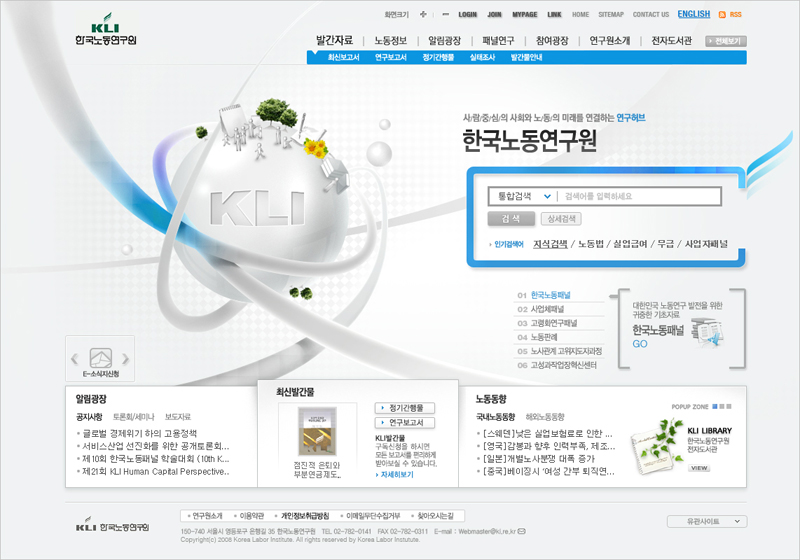 화면크기 LOGIN JOIN MYPAGE LINK HOME SITEMAP CONTACT US ENGLISH RSS
KLI
한국노동연구원
발간자료 노동정보 알림광장 패널연구 참여광장 연구원소개 전자도서관 전체보기
최신보고서 연구보고서 정기간행물 실태조사 발간물안내
사/람/중/심/의 사회와 노/동/의 미래를 연결하는 연구허브
한국노동연구원
KLI
통합검색 검색어를 입력하세요
검 색 상세검색
인기검색어 지식검색 / 노동법 / 실업급여 / 무급 / 사업자패널
01 한국노동패널
02 사업체패널
03 고령화연구패널
04 노동판례
05 노사관계 고위지도자과정
06 고성과작업장혁신센터
대한민국 노동연구 발전을 위한
귀중한 기초자료
한국노동패널
GO
E-소식지신청
알림광장
공지사항 토론회/세미나 보도자료
글로벌 경제위기 하의 고용정책
서비스산업 선진화를 위한 공개토론회...
제10회 한국노동패널 학술대회 (10th K...
제21회 KLI Human Capital Perspective...
최신발간물
점진적 은퇴와
부분연금제도..
정기간행물
연구보고서
KLI발간물
구독신청을 하시면
모든 보고서를 편리하게
받아보실 수 있습니다.
자세히보기
노동동향
국내노동동향 해외노동동향
[스웨덴]낮은 실업보험료로 인한 ...
[영국]감봉과 향후 인력부족, 제조...
[일본]개별노사분쟁 대폭 증가
[중국]베이징시 '여성 간부 퇴직연...
POPUP ZONE
KLI LIBRARY
한국노동연구원
전자도서관
VIEW
KLI 한국노동연구원
연구원소개 이용약관 개인정보취급방침 이메일무단수집거부 찾아오시는길
150-740 서울시 영등포구 은행길 35 한국노동연구원 TEL 02-782-0141 FAX 02-782-0311 E-mail : Webmaster@kli.re.kr
Copyright(c) 2008 Korea Labor Institute. All rights reserved by Korea Labor Instutute.
유관사이트